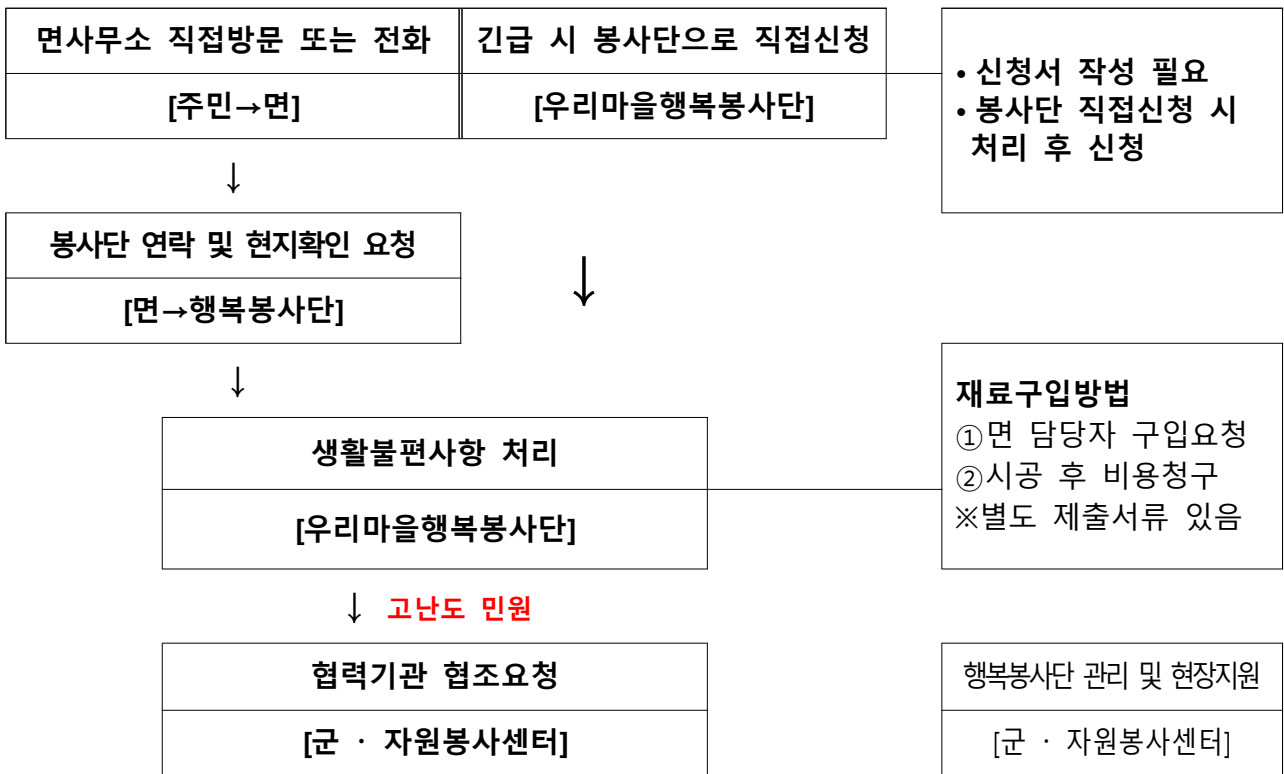 면사무소 직접방문 또는 전화
긴급 시 봉사단으로 직접신청
[주민→면]
[우리마을행복봉사단]
• 신청서 작성 필요
• 봉사단 직접신청 시
처리 후 신청
↓
봉사단 연락 및 현지확인 요청
[면→행복봉사단]
↓
↓
생활불편사항 처리
[우리마을행복봉사단]
재료구입방법
①면 담당자 구입요청
②시공 후 비용청구
※별도 제출서류 있음
↓ 고난도 민원
협력기관 협조요청
[군 · 자원봉사센터]
행복봉사단 관리 및 현장지원
[군 · 자원봉사센터]